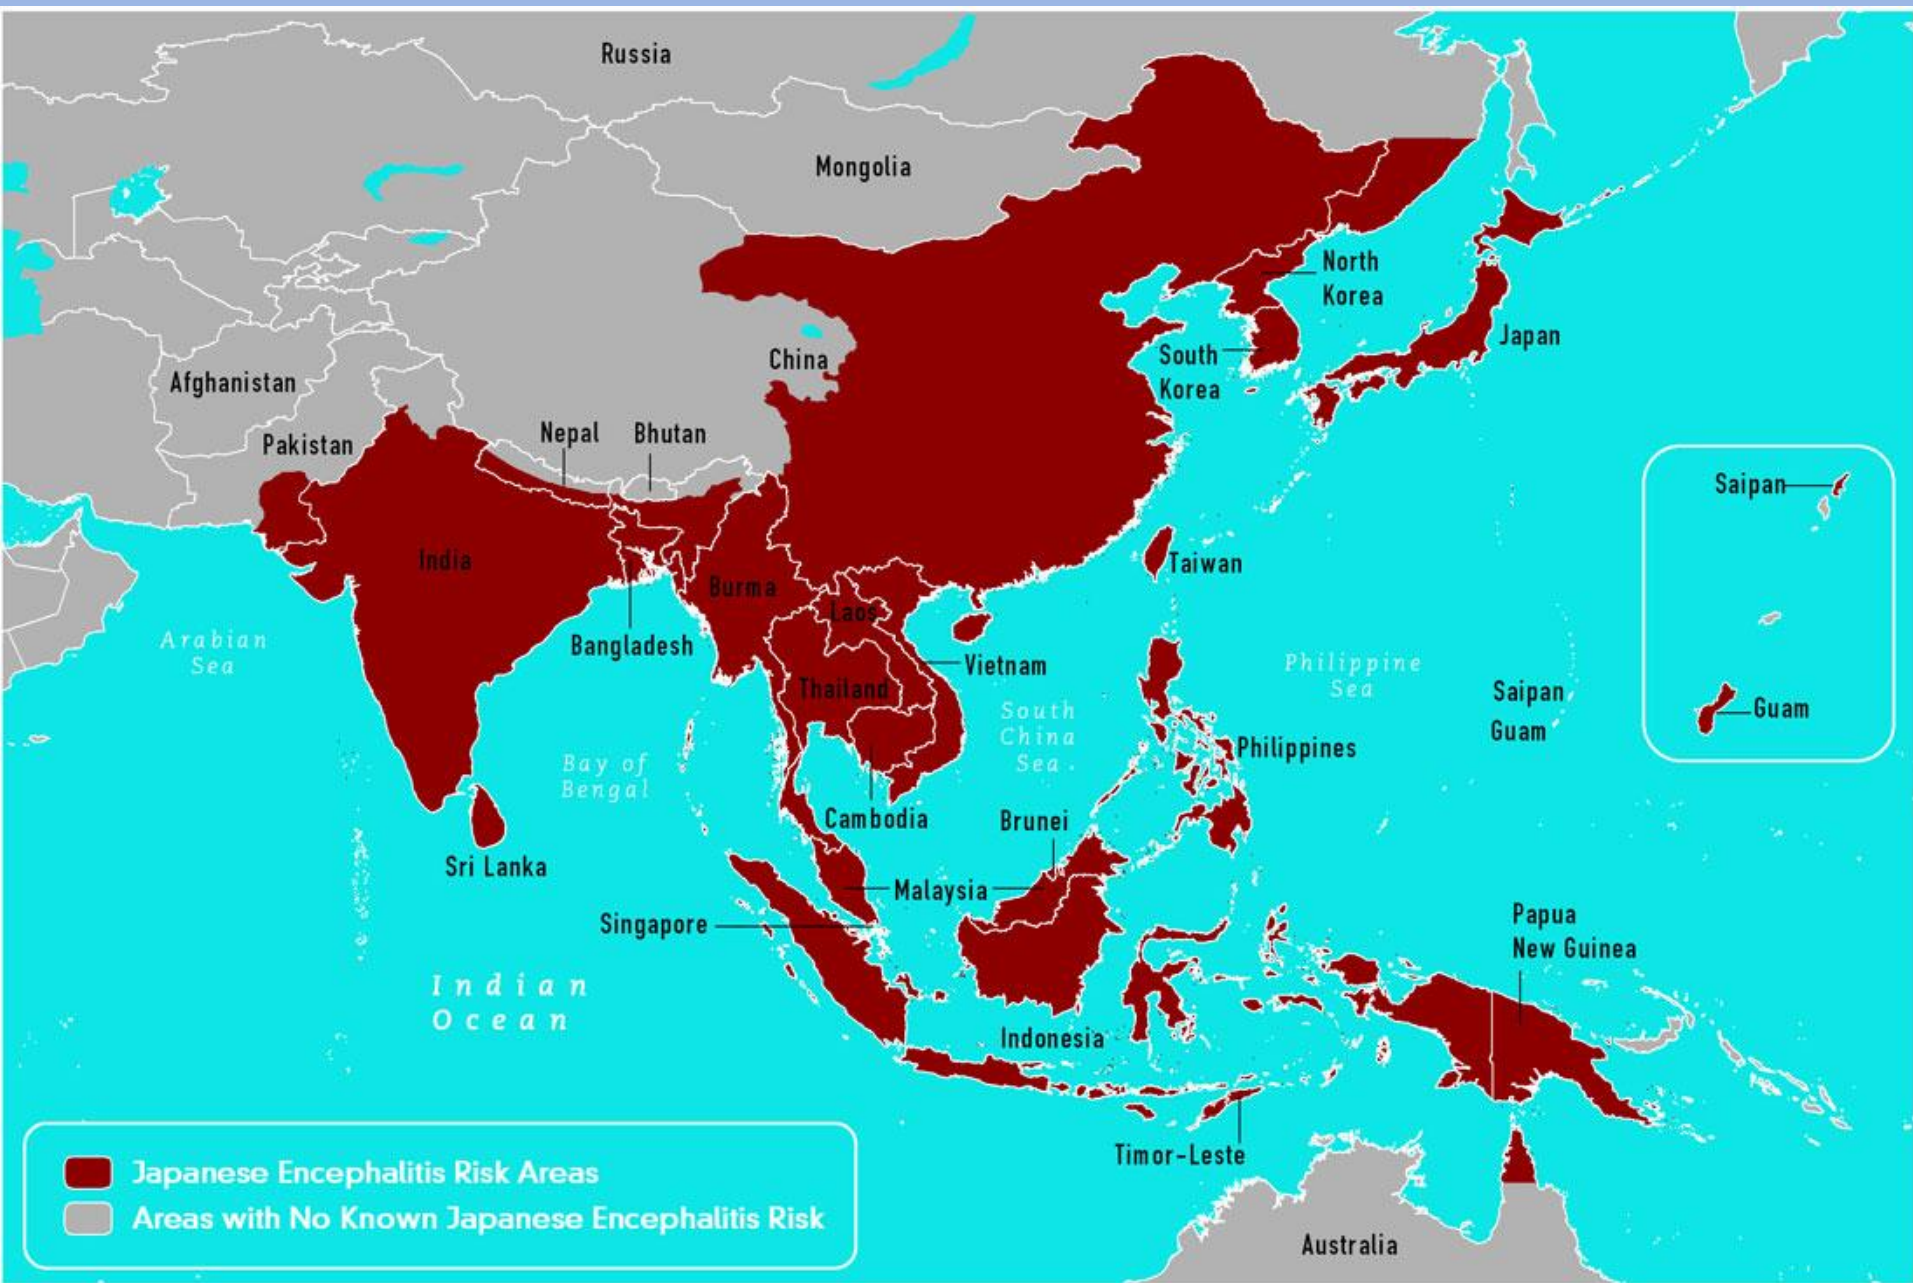 Russia
Mongolia
North
Korea
Japan
South
Korea
China
Afghanistan
Pakistan
Nepal
Bhutan
Saipan
Taiwan
India
Burma
Laos
Bangladesh
Vietnam
Arabian
Sea
Thailand
Philippine
Sea
Saipan
Guam
Guam
South
China
Sea
Philippines
Bay of
Bengal
Cambodia
Brunei
Sri Lanka
Malaysia
Singapore
Papua
New Guinea
Indian
Ocean
Indonesia
Timor-Leste
Japanese Encephalitis Risk Areas
Areas with No Known Japanese Encephalitis Risk
Australia